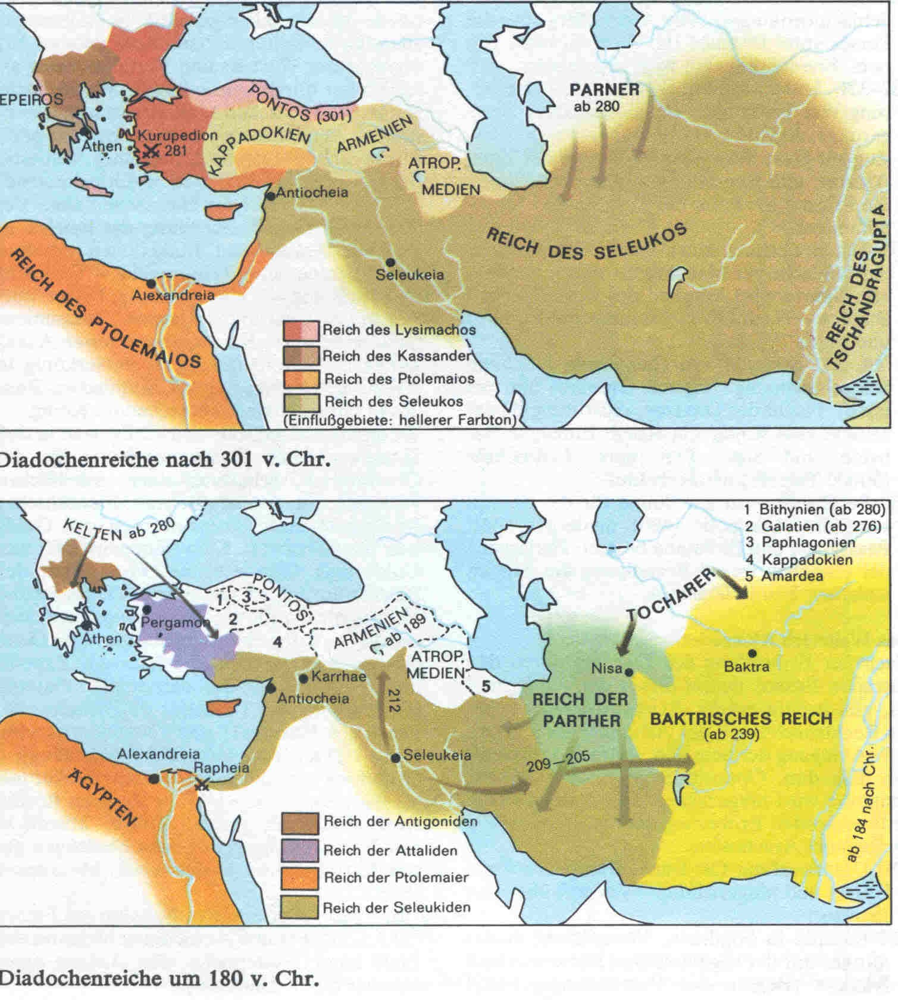 EPEIROS
PARNER
ab 280
PONTOS (301)
KAPPADOKIEN
ARMENIEN
Kurupedion
281
Athen
ATROP.
MEDIEN
Antiocheia
REICH DES SELEUKOS
REICH DES
TSCHANDRAGUPTA
Seleukeia
Alexandreia
REICH DES PTOLEMAIOS
Reich des Lysimachos
Reich des Kassander
Reich des Ptolemaios
Reich des Seleukos
(Einflußgebiete: hellerer Farbton)
Diadochenreiche nach 301 v. Chr.
1 Bithynien (ab 280)
2 Galatien (ab 276)
3 Paphlagonien
4 Kappadokien
5 Amardea
KELTEN ab 280
TOCHARER
PONTOS
1
3
2
4
ARMENIEN
ab 189
Pergamon
Athen
ATROP.
MEDIEN
5
Nisa
Baktra
Karrhae
Antiocheia
212
REICH DER
PARTHER
BAKTRISCHES REICH
(ab 239)
Alexandreia
Rapheia
Seleukeia
209–205
ÄGYPTEN
ab 184 nach Chr.
Reich der Antigoniden
Reich der Attaliden
Reich der Ptolemaier
Reich der Seleukiden
Diadochenreiche um 180 v. Chr.